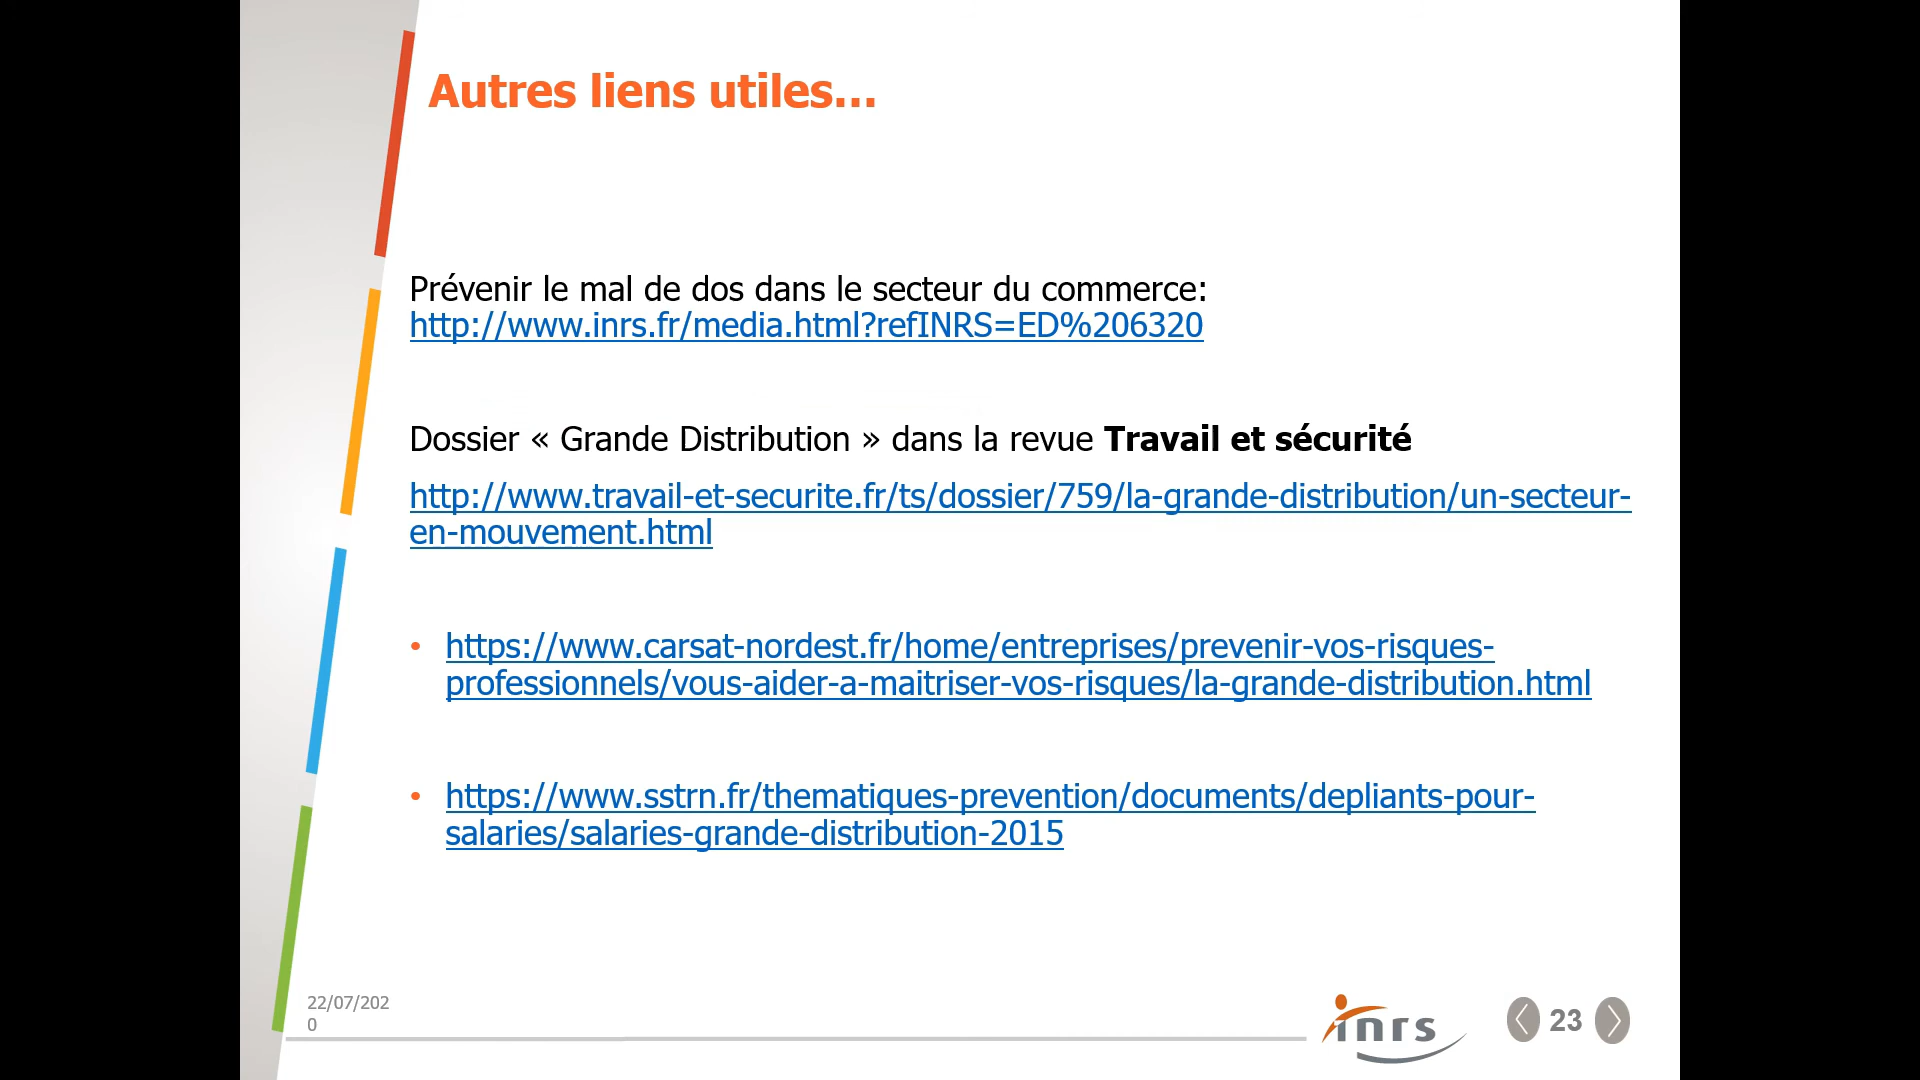 Autres liens utiles…
Prévenir le mal de dos dans le secteur du commerce:
http://www.inrs.fr/media.html?refINRS=ED%206320
Dossier « Grande Distribution » dans la revue Travail et sécurité
http://www.travail-et-securite.fr/ts/dossier/759/la-grande-distribution/un-secteur-
en-mouvement.html
• https://www.carsat-nordest.fr/home/entreprises/prevenir-vos-risques-
professionnels/vous-aider-a-maitriser-vos-risques/la-grande-distribution.html
• https://www.sstrn.fr/thematiques-prevention/documents/depliants-pour-
salaries/salaries-grande-distribution-2015
22/07/202
0
inrs
23